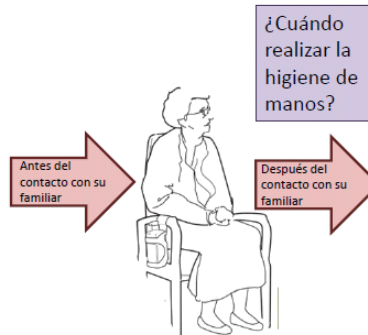 ¿Cuándo
realizar la
higiene de
manos?
Antes del
contacto con su
familiar
Después del
contacto con su
familiar